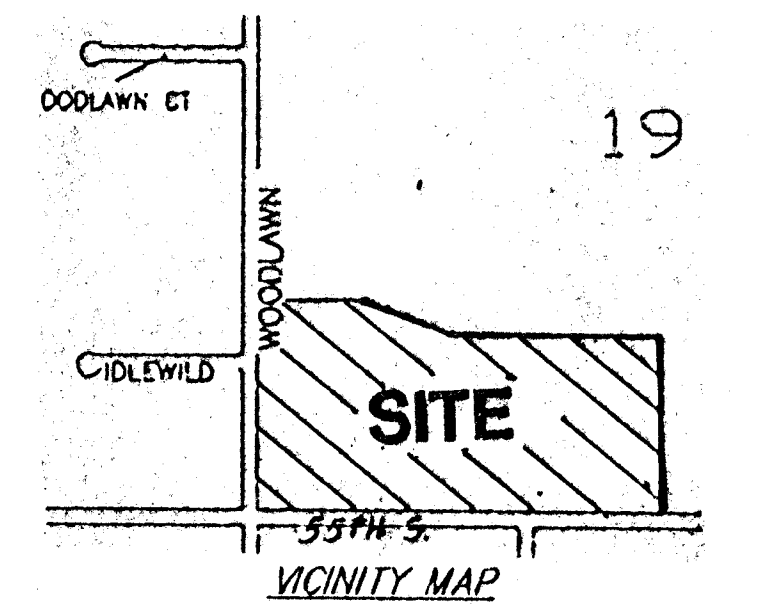 OODLAWN CT
19
WOODLAWN
IDLEWILD
SITE
55TH S.
VICINITY MAP